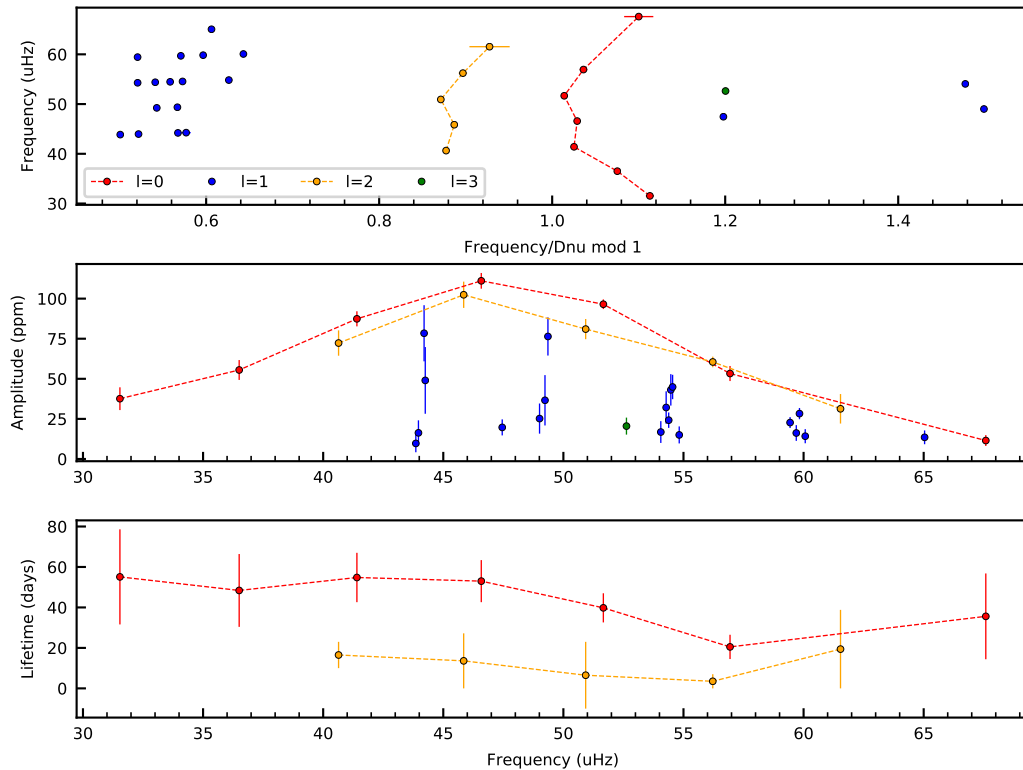 Frequency (uHz)
60
50
40
30
l=0 l=1 l=2 l=3
0.6 0.8 1.0 1.2 1.4
Frequency/Dnu mod 1
Amplitude (ppm)
100
75
50
25
0
30 35 40 45 50 55 60 65
Lifetime (days)
80
60
40
20
0
30 35 40 45 50 55 60 65
Frequency (uHz)